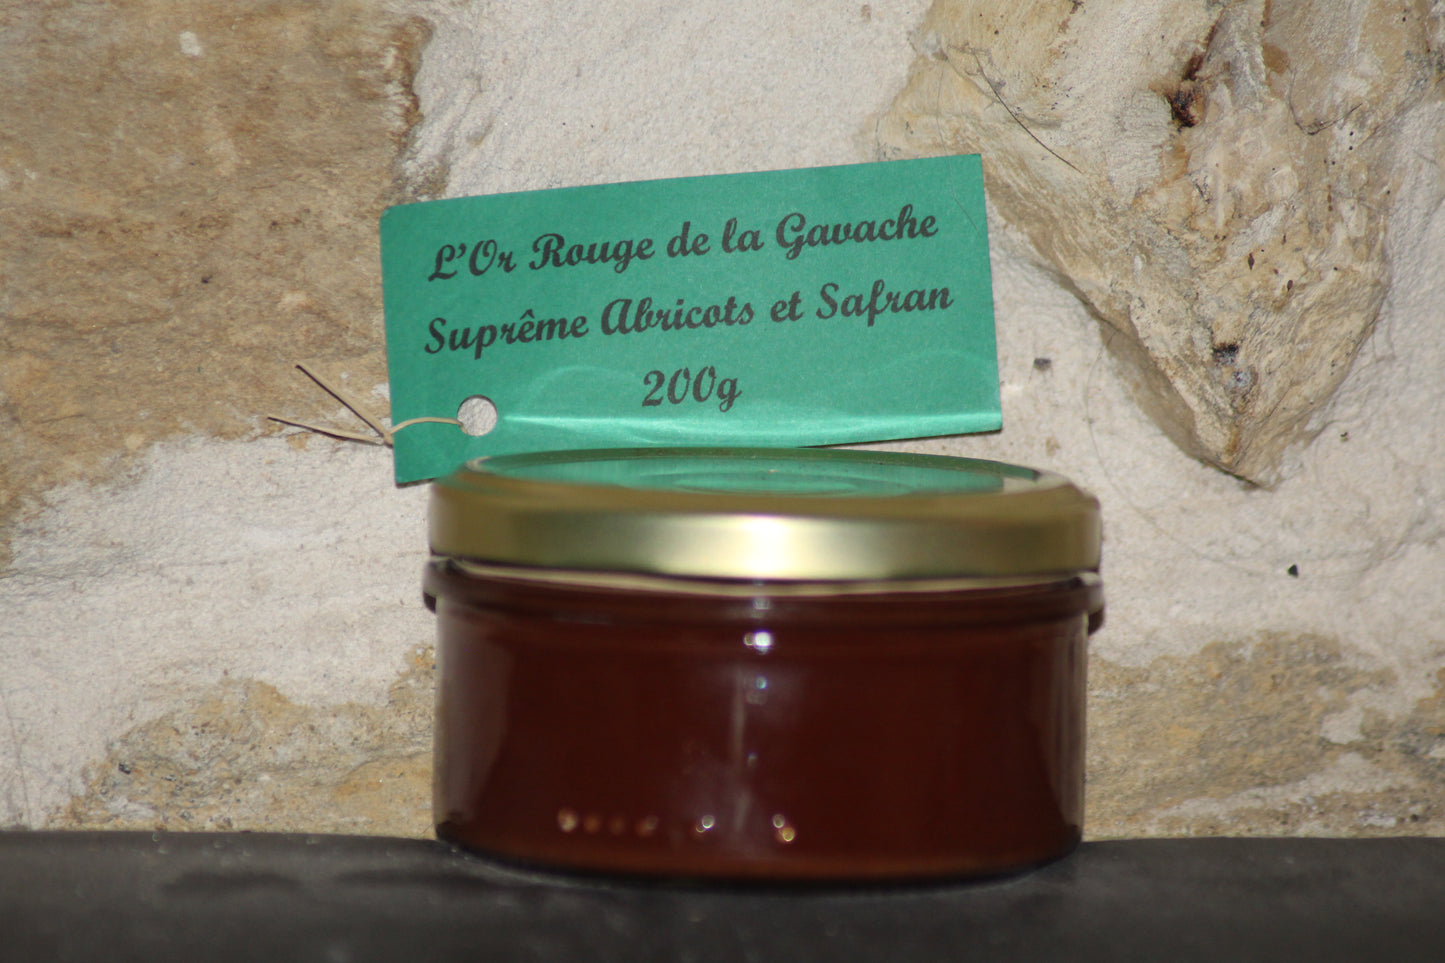 L'Or Rouge de la Gavache
Suprême Abricots et Safran
200g